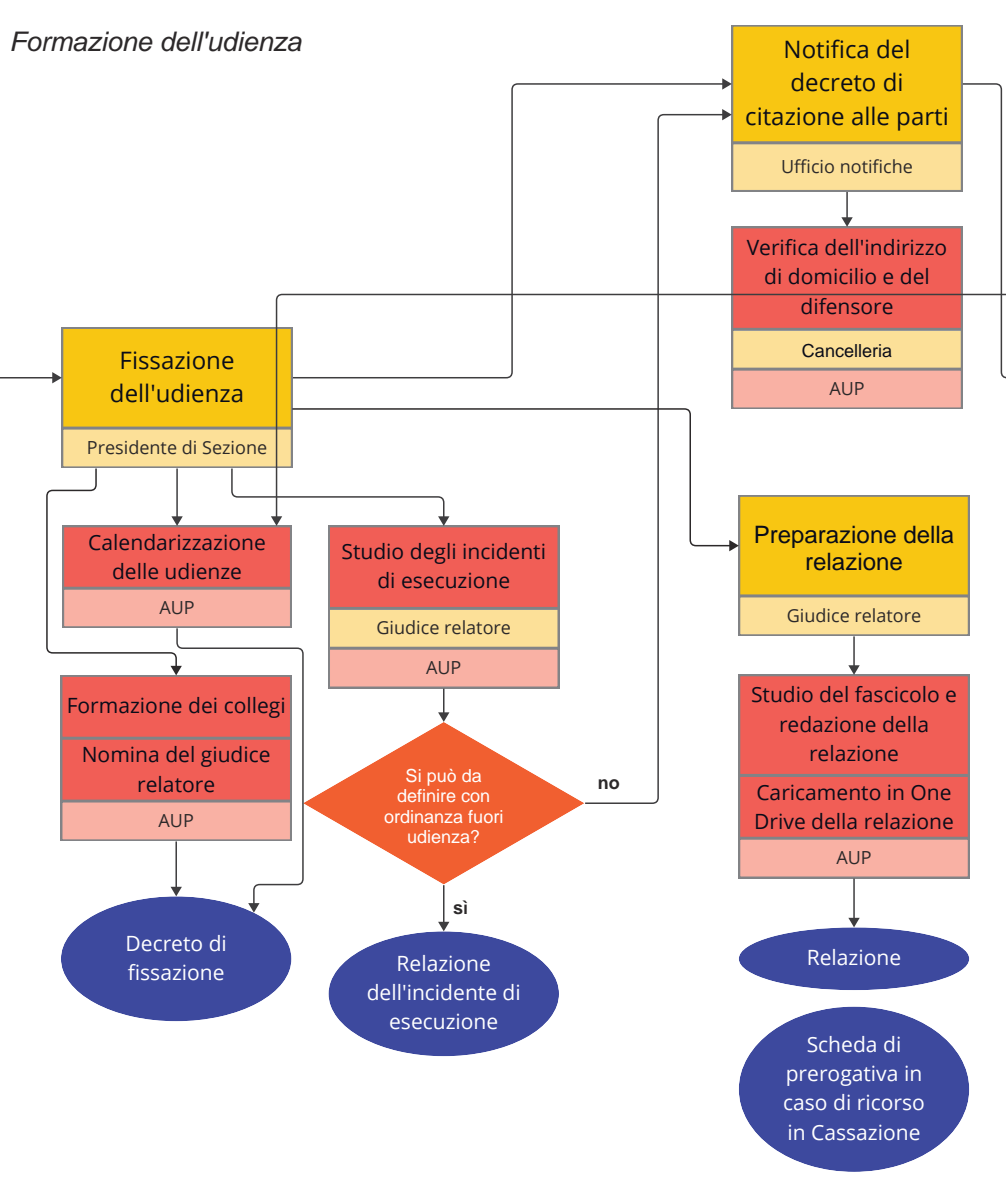 Formazione dell'udienza
Notifica del
decreto di
citazione alle parti
Ufficio notifiche
Verifica dell'indirizzo
di domicilio e del
difensore
Cancelleria
AUP
Fissazione
dell'udienza
Presidente di Sezione
Calendarizzazione
delle udienze
AUP
Formazione dei collegi
Nomina del giudice
relatore
AUP
Decreto di
fissazione
Studio degli incidenti
di esecuzione
Giudice relatore
AUP
Si può da
definire con
ordinanza fuori
udienza?
no
sì
Relazione
dell'incidente di
esecuzione
Preparazione della
relazione
Giudice relatore
Studio del fascicolo e
redazione della
relazione
Caricamento in One
Drive della relazione
AUP
Relazione
Scheda di
prerogativa in
caso di ricorso
in Cassazione